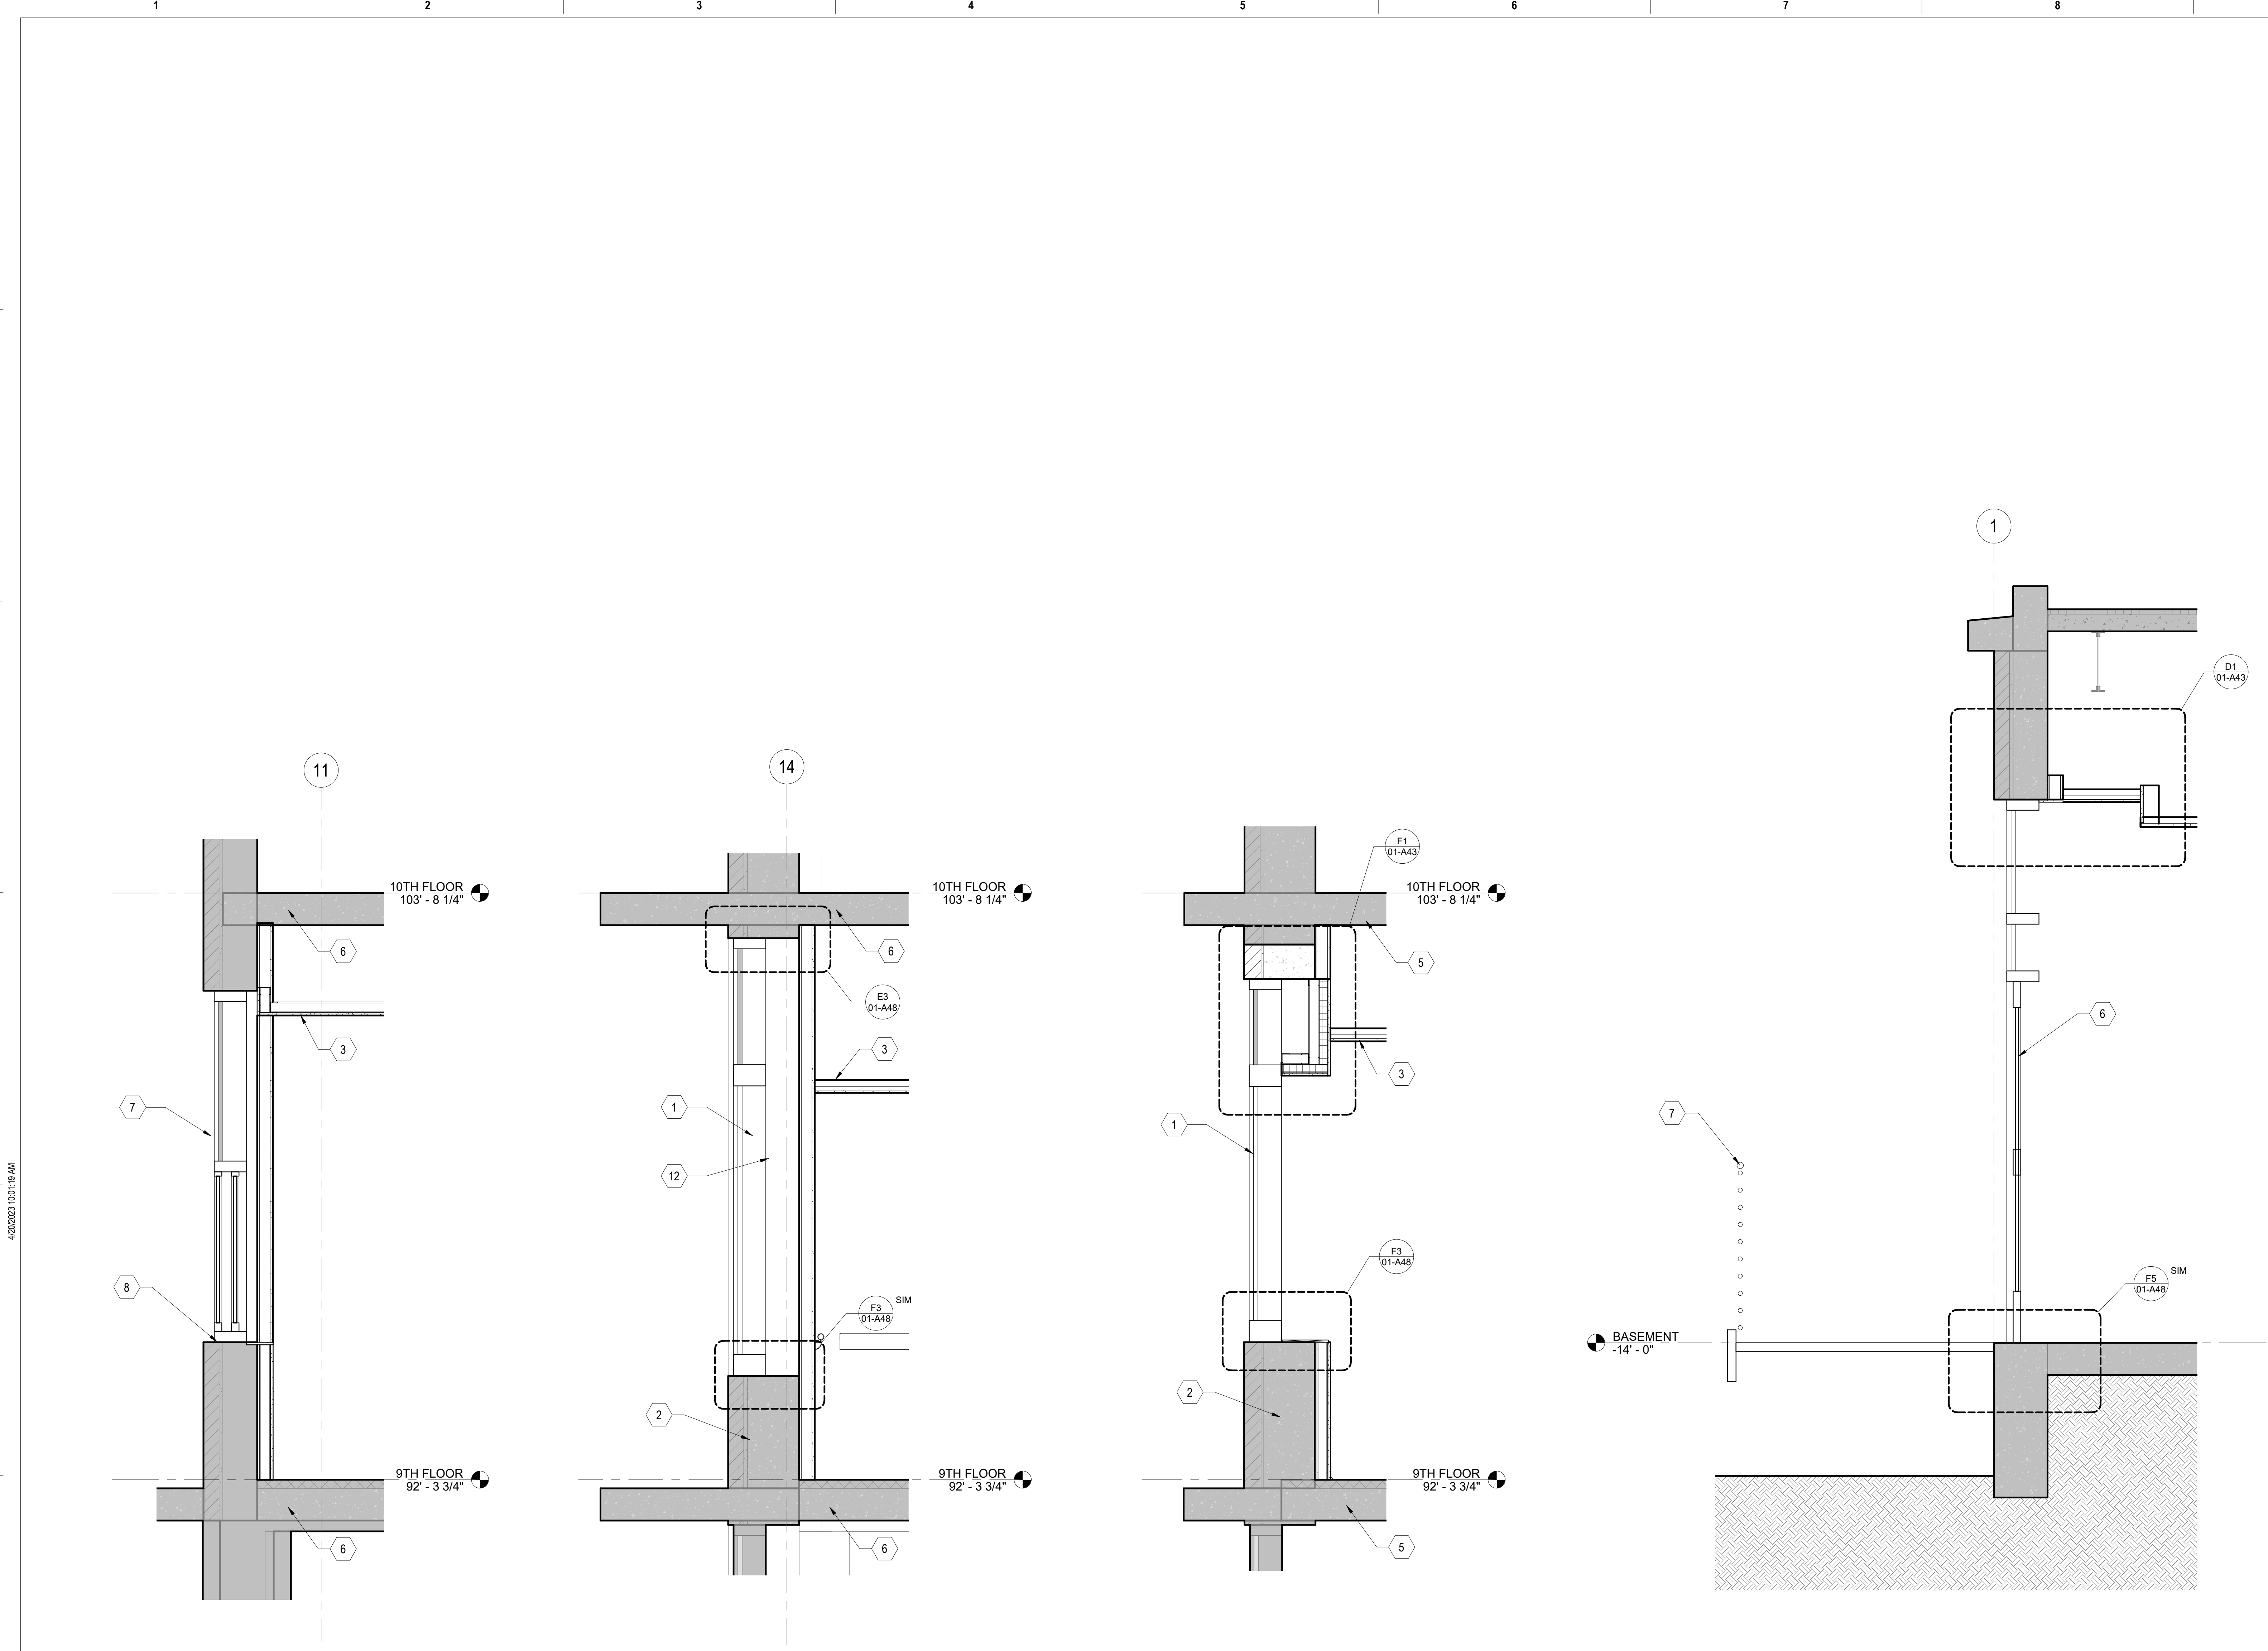 1 2 3 4 5 6 7 8
4/20/2023 10:01:19 AM
11
10TH FLOOR
103' - 8 1/4"
6
3
7
8
9TH FLOOR
92' - 3 3/4"
6
14
10TH FLOOR
103' - 8 1/4"
6
E3
01-A48
3
1
12
F3
01-A48
SIM
2
9TH FLOOR
92' - 3 3/4"
6
F1
01-A43
10TH FLOOR
103' - 8 1/4"
5
3
1
F3
01-A48
2
9TH FLOOR
92' - 3 3/4"
5
1
D1
01-A43
6
7
F5
01-A48
SIM
BASEMENT
-14' - 0"